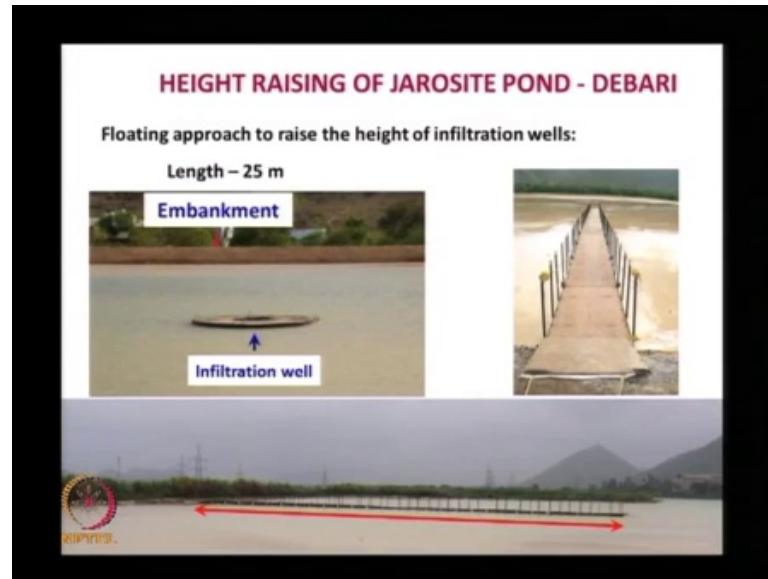 HEIGHT RAISING OF JAROSITE POND - DEBARI
Floating approach to raise the height of infiltration wells:
Length – 25 m
Embankment
Infiltration well
NPTEL